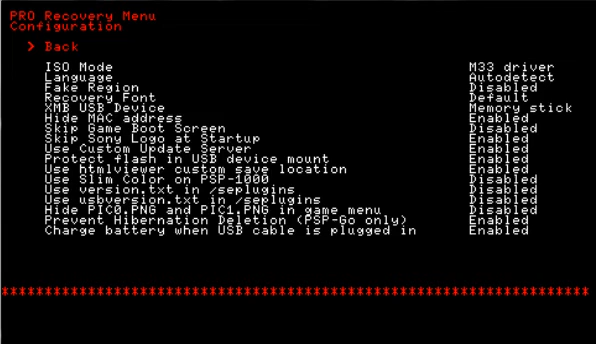 PRO Recovery Menu
Configuration
> Back
ISO Mode M33 driver
Language Autodetect
Fake Region Disabled
Recovery Font Default
XMB USB Device Memory stick
Hide MAC address Enabled
Skip Game Boot Screen Disabled
Skip Sony Logo at Startup Enabled
Use Custom Update Server Enabled
Protect flash in USB device mount Enabled
Use htmlviewer custom save location Enabled
Use Slim Color on PSP-1000 Disabled
Use version.txt in /seplugins Disabled
Use usbversion.txt in /seplugins Disabled
Hide PIC0.PNG and PIC1.PNG in game menu Disabled
Prevent Hibernation Deletion (PSP-Go only) Enabled
Charge battery when USB cable is plugged in Enabled
******************************************************************